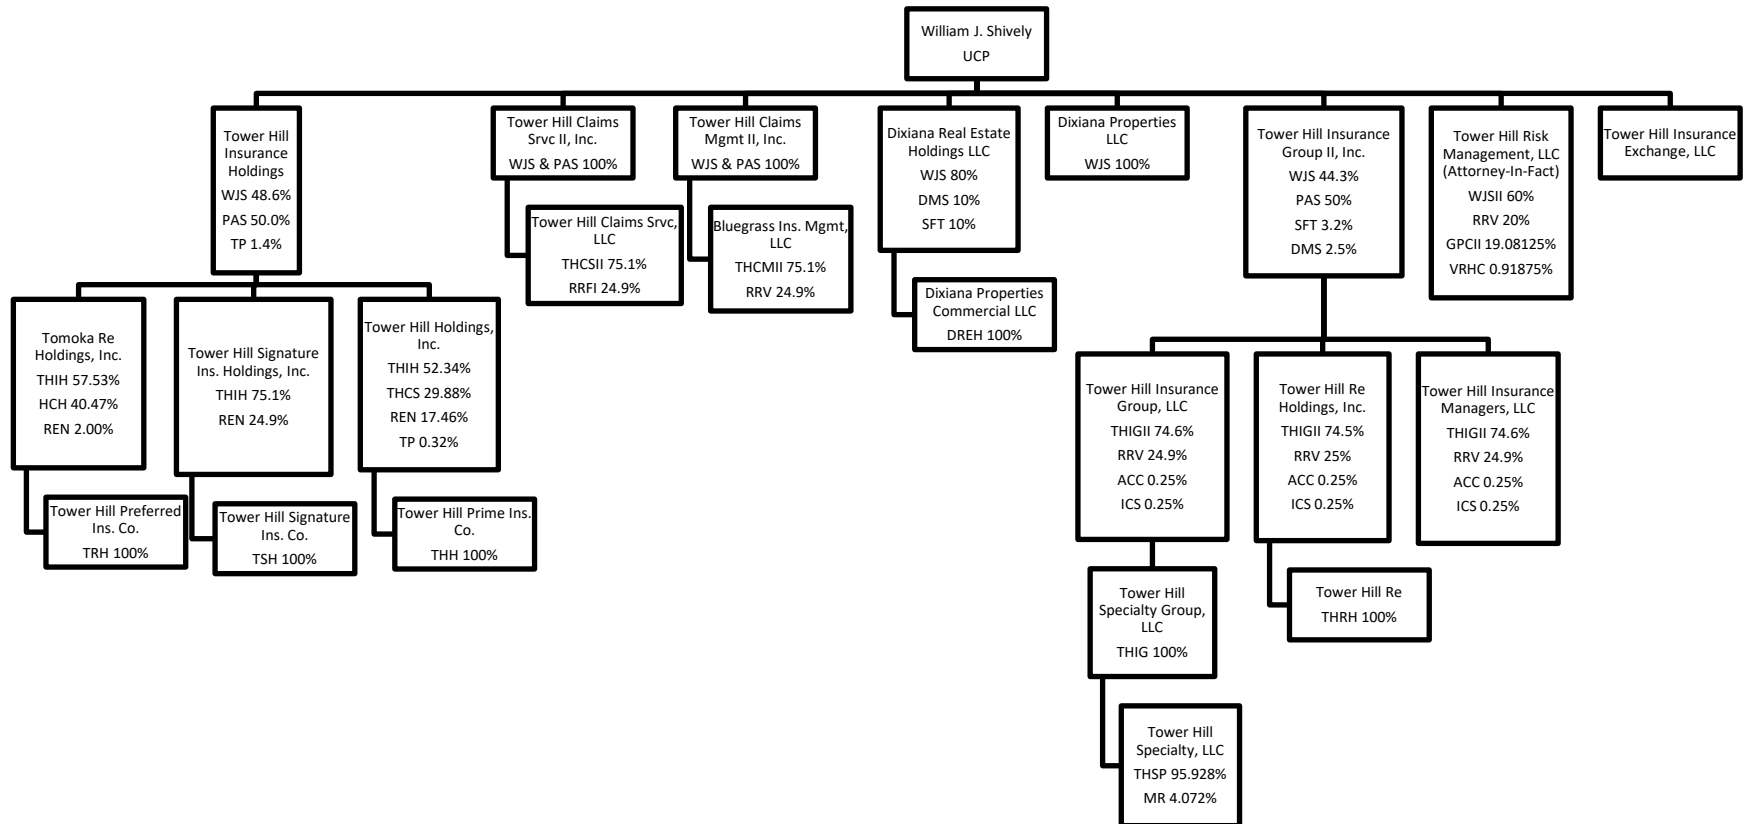 William J. Shively
UCP
Tower Hill
Insurance
Holdings
WJS 48.6%
PAS 50.0%
TP 1.4%
Tower Hill Claims
Srvc II, Inc.
WJS & PAS 100%
Tower Hill Claims
Mgmt II, Inc.
WJS & PAS 100%
Dixiana Real Estate
Holdings LLC
WJS 80%
DMS 10%
SFT 10%
Dixiana Properties
LLC
WJS 100%
Tower Hill Insurance
Group II, Inc.
WJS 44.3%
PAS 50%
SFT 3.2%
DMS 2.5%
Tower Hill Risk
Management, LLC
(Attorney-In-Fact)
WJSII 60%
RRV 20%
GPCII 19.08125%
VRHC 0.91875%
Tower Hill Insurance
Exchange, LLC
Tower Hill Claims Srvc,
LLC
THCSII 75.1%
RRFI 24.9%
Bluegrass Ins. Mgmt,
LLC
THCMII 75.1%
RRV 24.9%
Dixiana Properties
Commercial LLC
DREH 100%
Tomoka Re
Holdings, Inc.
THIH 57.53%
HCH 40.47%
REN 2.00%
Tower Hill Signature
Ins. Holdings, Inc.
THIH 75.1%
REN 24.9%
Tower Hill Holdings,
Inc.
THIH 52.34%
THCS 29.88%
REN 17.46%
TP 0.32%
Tower Hill Insurance
Group, LLC
THIGII 74.6%
RRV 24.9%
ACC 0.25%
ICS 0.25%
Tower Hill Re
Holdings, Inc.
THIGII 74.5%
RRV 25%
ACC 0.25%
ICS 0.25%
Tower Hill Insurance
Managers, LLC
THIGII 74.6%
RRV 24.9%
ACC 0.25%
ICS 0.25%
Tower Hill Preferred
Ins. Co.
TRH 100%
Tower Hill Signature
Ins. Co.
TSH 100%
Tower Hill Prime Ins.
Co.
THH 100%
Tower Hill
Specialty Group,
LLC
THIG 100%
Tower Hill Re
THRH 100%
Tower Hill
Specialty, LLC
THSP 95.928%
MR 4.072%